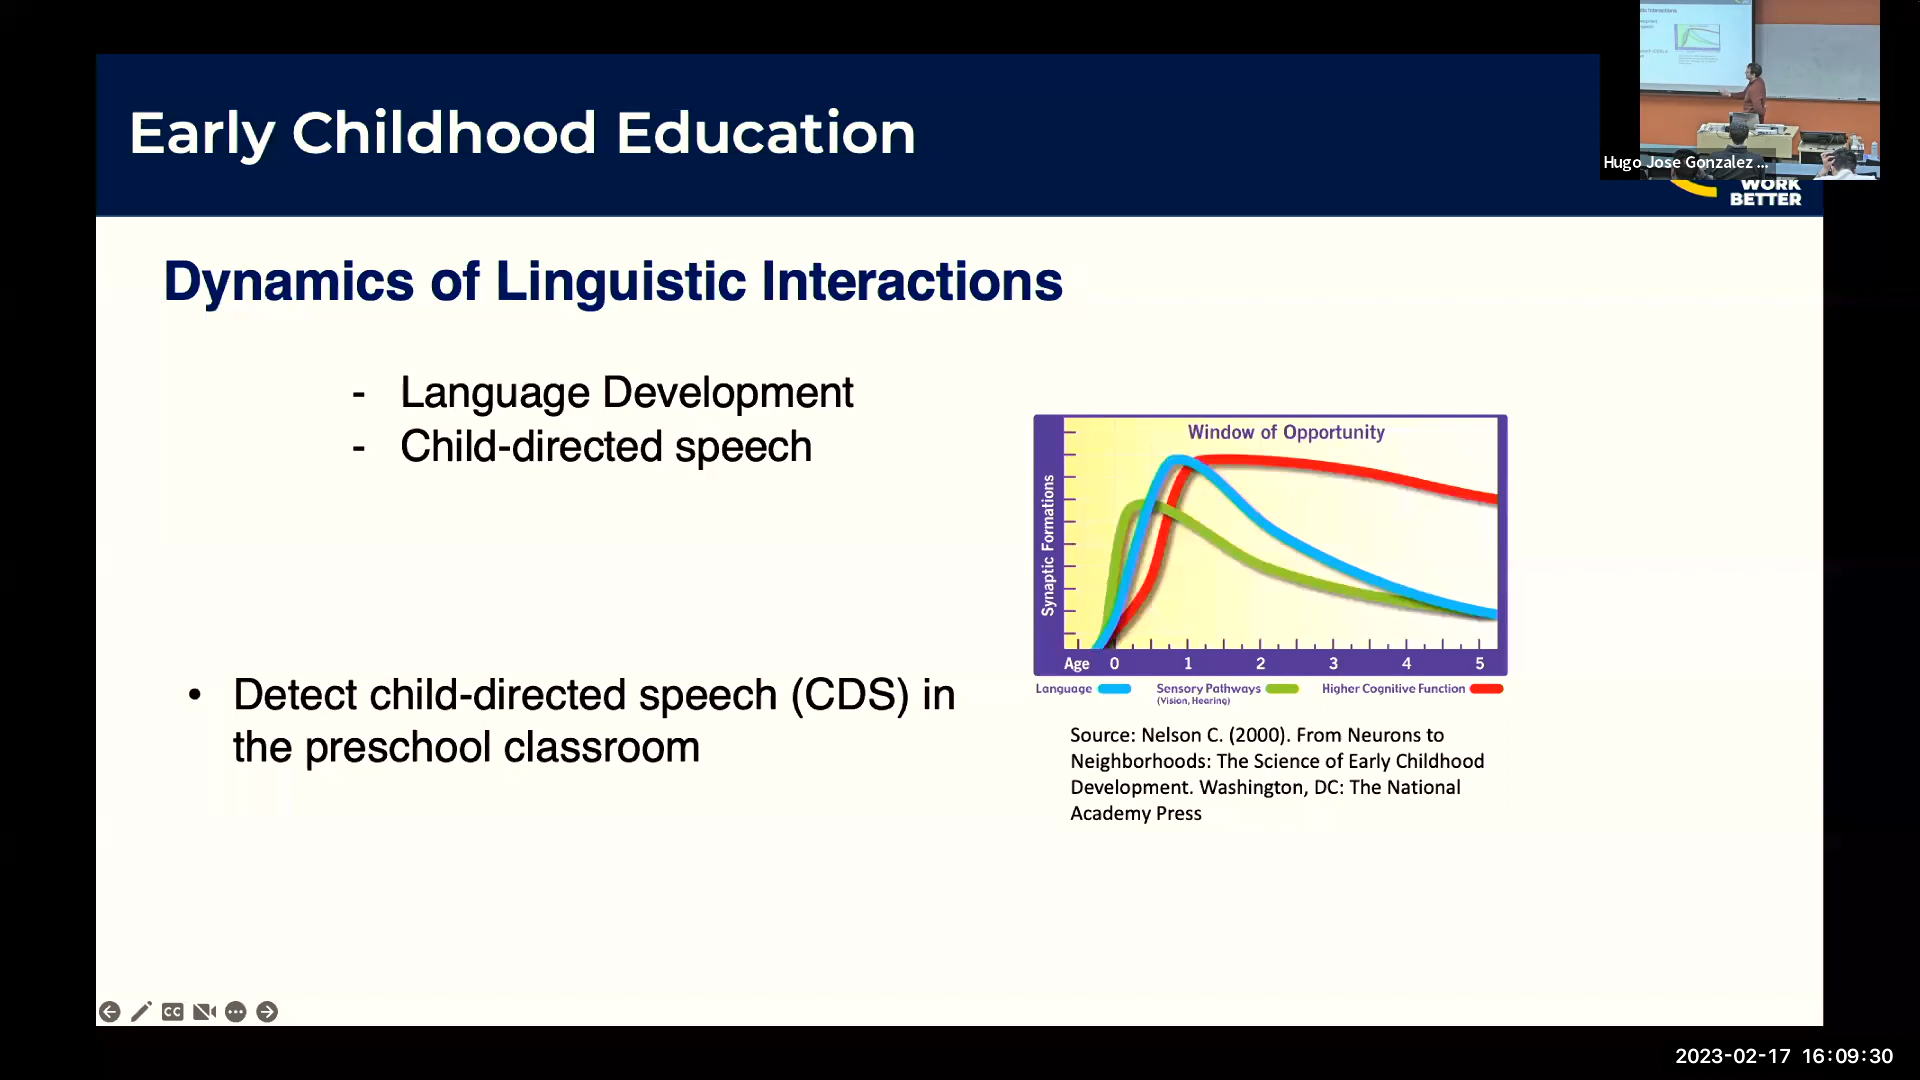 Early Childhood Education
Hugo Jose Gonzalez ...
WORK
BETTER
Dynamics of Linguistic Interactions
- Language Development
- Child-directed speech
• Detect child-directed speech (CDS) in
the preschool classroom
Window of Opportunity
Synaptic Formations
Age 0 1 2 3 4 5
Language Sensory Pathways Higher Cognitive Function
(Vision, Hearing)
Source: Nelson C. (2000). From Neurons to
Neighborhoods: The Science of Early Childhood
Development. Washington, DC: The National
Academy Press
CC
2023-02-17 16:09:30